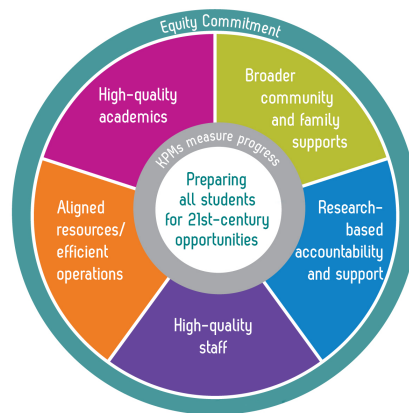 Equity Commitment
High-quality
academics
Broader
community
and family
supports
KPMs measure progress
Preparing
all students
for 21st-century
opportunities
Aligned
resources/
efficient
operations
Research-
based
accountability
and support
High-quality
staff